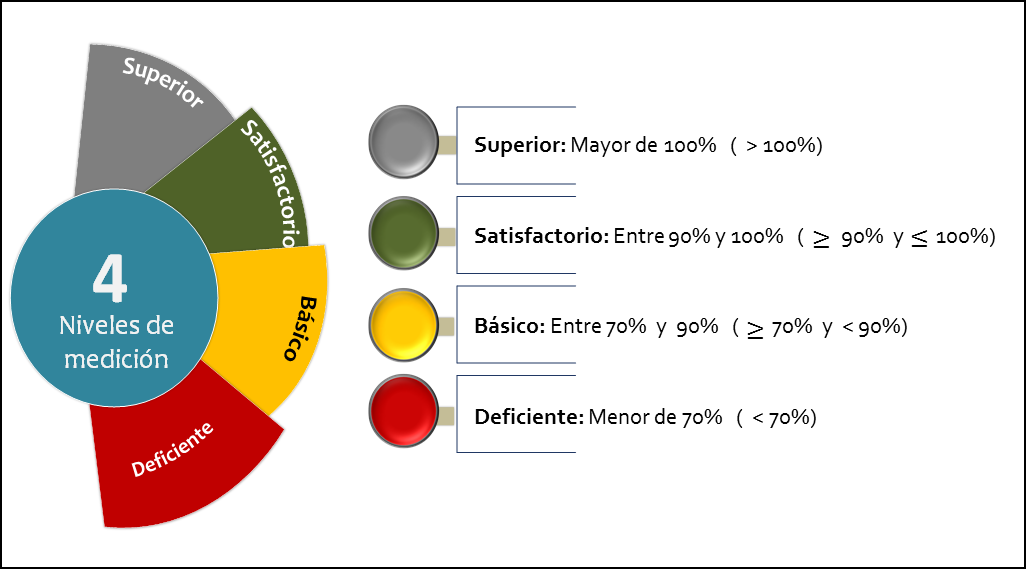 Superior
Satisfactorio
Básico
Deficiente
4
Niveles de
medición
Superior: Mayor de 100% ( > 100%)
Satisfactorio: Entre 90% y 100% ( ≥ 90% y ≤ 100%)
Básico: Entre 70% y 90% ( ≥ 70% y < 90%)
Deficiente: Menor de 70% ( < 70%)